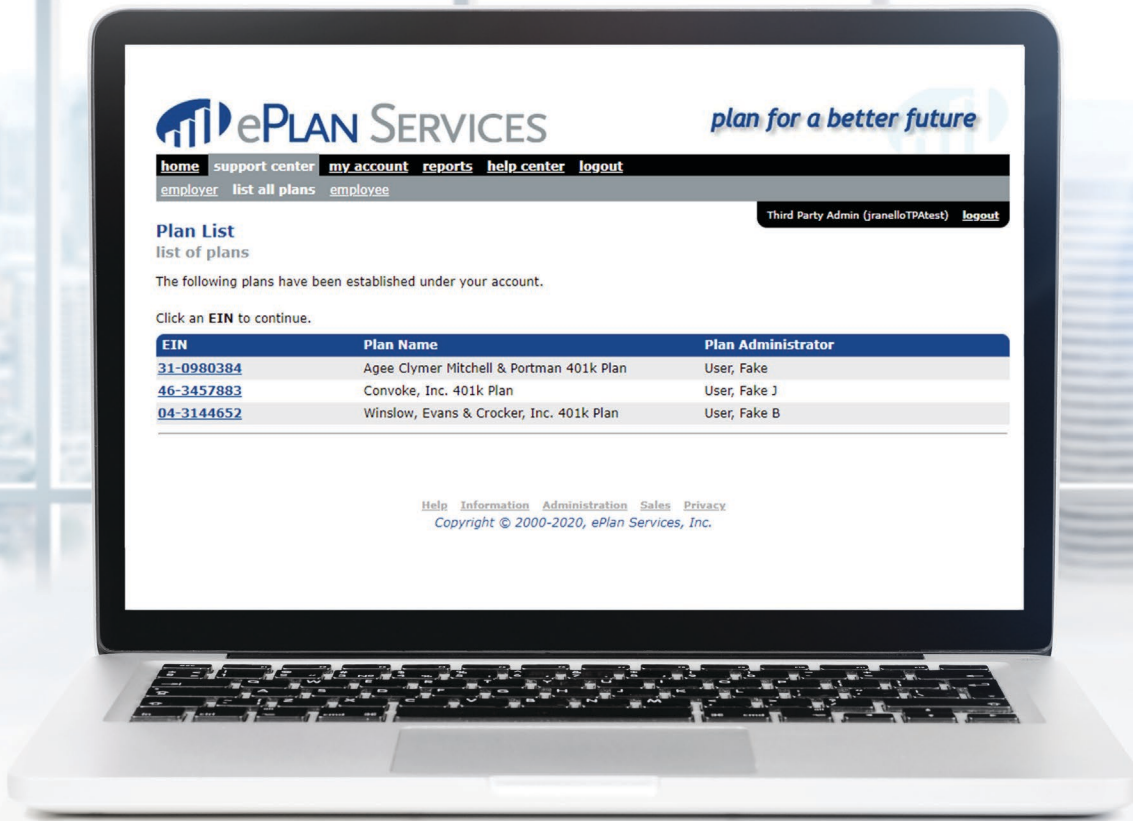 ePLAN SERVICES
plan for a better future
home support center my account reports help center logout
employer list all plans employee
Third Party Admin (jranelloTPAtest) logout
Plan List
list of plans
The following plans have been established under your account.
Click an EIN to continue.
EIN Plan Name Plan Administrator
31-0980384 Agee Clymer Mitchell & Portman 401k Plan User, Fake
46-3457883 Convoke, Inc. 401k Plan User, Fake J
04-3144652 Winslow, Evans & Crocker, Inc. 401k Plan User, Fake B
Help Information Administration Sales Privacy
Copyright © 2000-2020, ePlan Services, Inc.